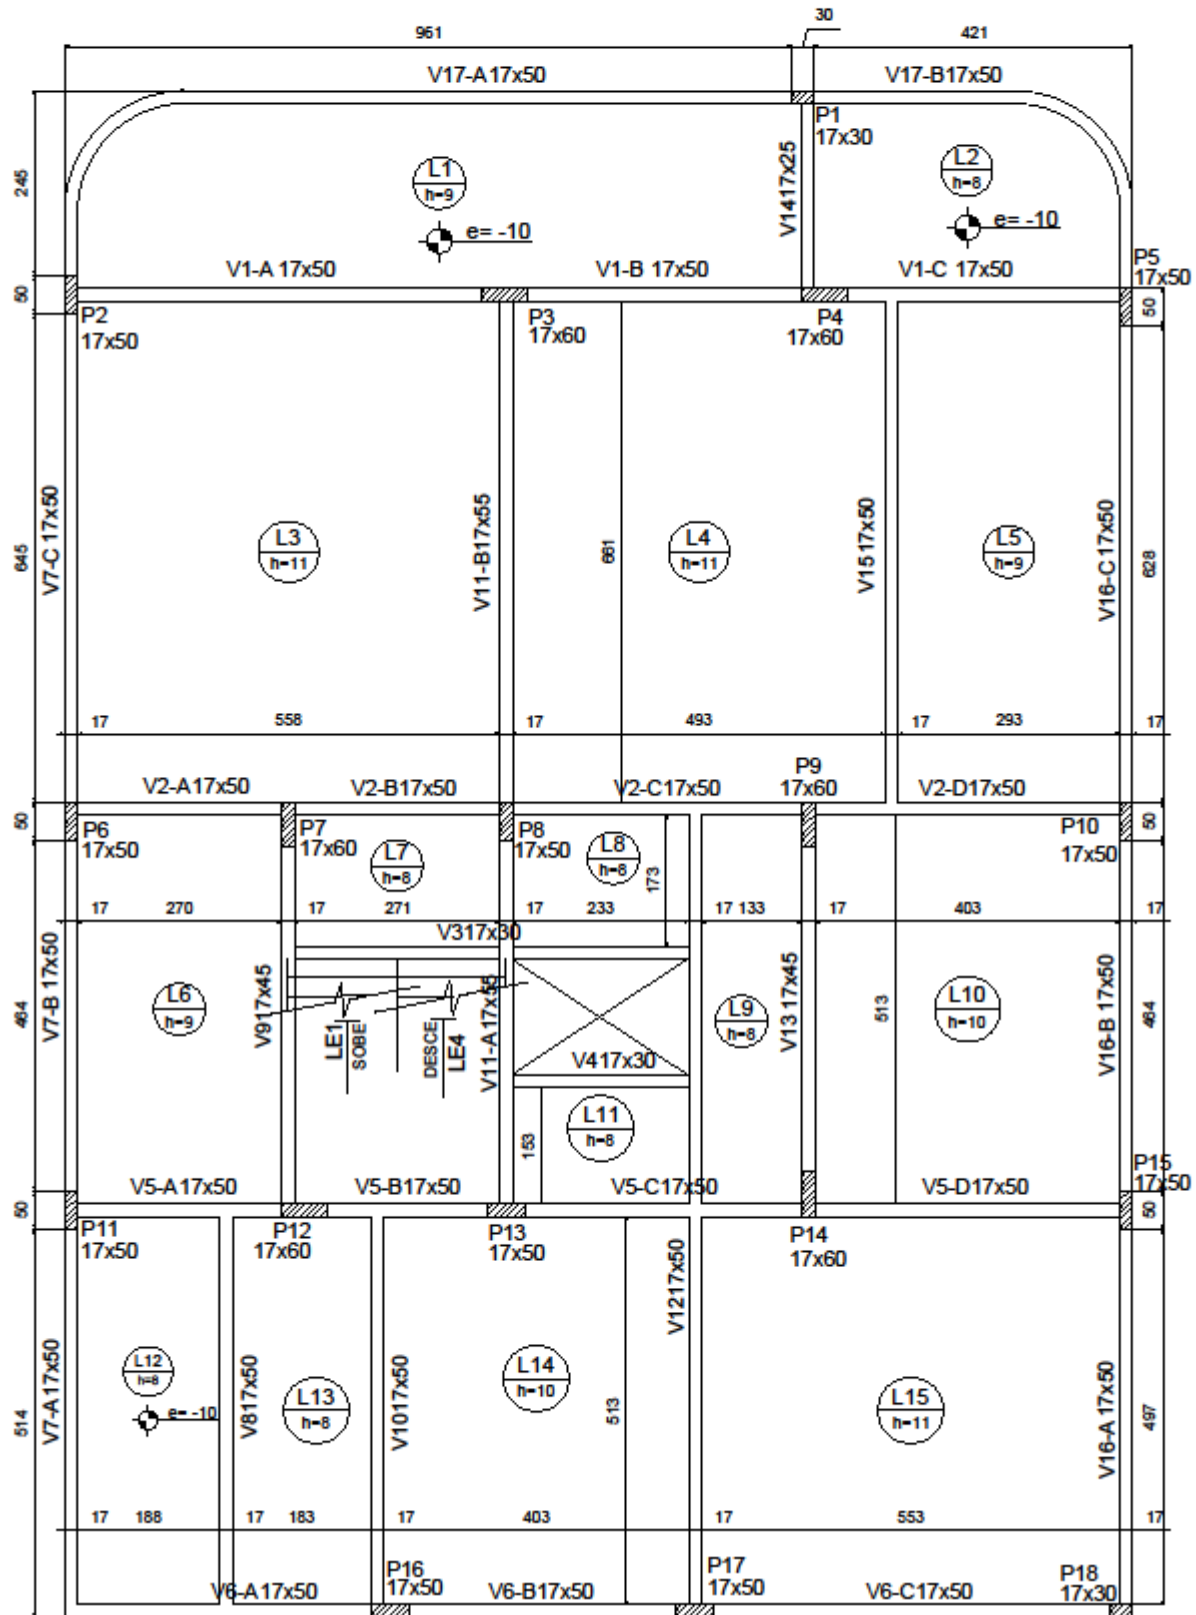 30
961
421
V17-A17x50
V17-B17x50
P1
17x30
L1
h=9
L2
h=8
V1417x25
245
e= -10
e= -10
V1-A 17x50
V1-B 17x50
V1-C 17x50
P5
17x50
50
50
P2
17x50
P3
17x60
P4
17x60
V7-C 17x50
645
L3
h=11
V11-B17x55
661
L4
h=11
V1517x50
L5
h=9
V16-C17x50
628
17
558
17
493
17
293
17
V2-A17x50
V2-B17x50
V2-C17x50
P9
17x60
V2-D17x50
50
P6
17x50
P7
17x60
L7
h=8
P8
17x50
L8
h=8
173
P10
17x50
50
17
270
17
271
17
233
17
133
17
403
17
V317x30
V7-B 17x50
464
L6
h=9
V917x45
LE1
SOBE
DESCE
LE4
V11-A17x55
V417x30
L9
h=8
V13 17x45
513
L10
h=10
V16-B 17x50
464
L11
h=8
153
V5-A17x50
V5-B17x50
V5-C17x50
V5-D17x50
P15
17x50
50
50
P11
17x50
P12
17x60
P13
17x50
P14
17x60
V1217x50
V7-A17x50
514
L12
h=8
e= -10
V817x50
L13
h=8
V1017x50
L14
h=10
513
L15
h=11
V16-A17x50
497
17
188
17
183
17
403
17
553
17
V6-A17x50
P16
17x50
V6-B17x50
P17
17x50
V6-C17x50
P18
17x30